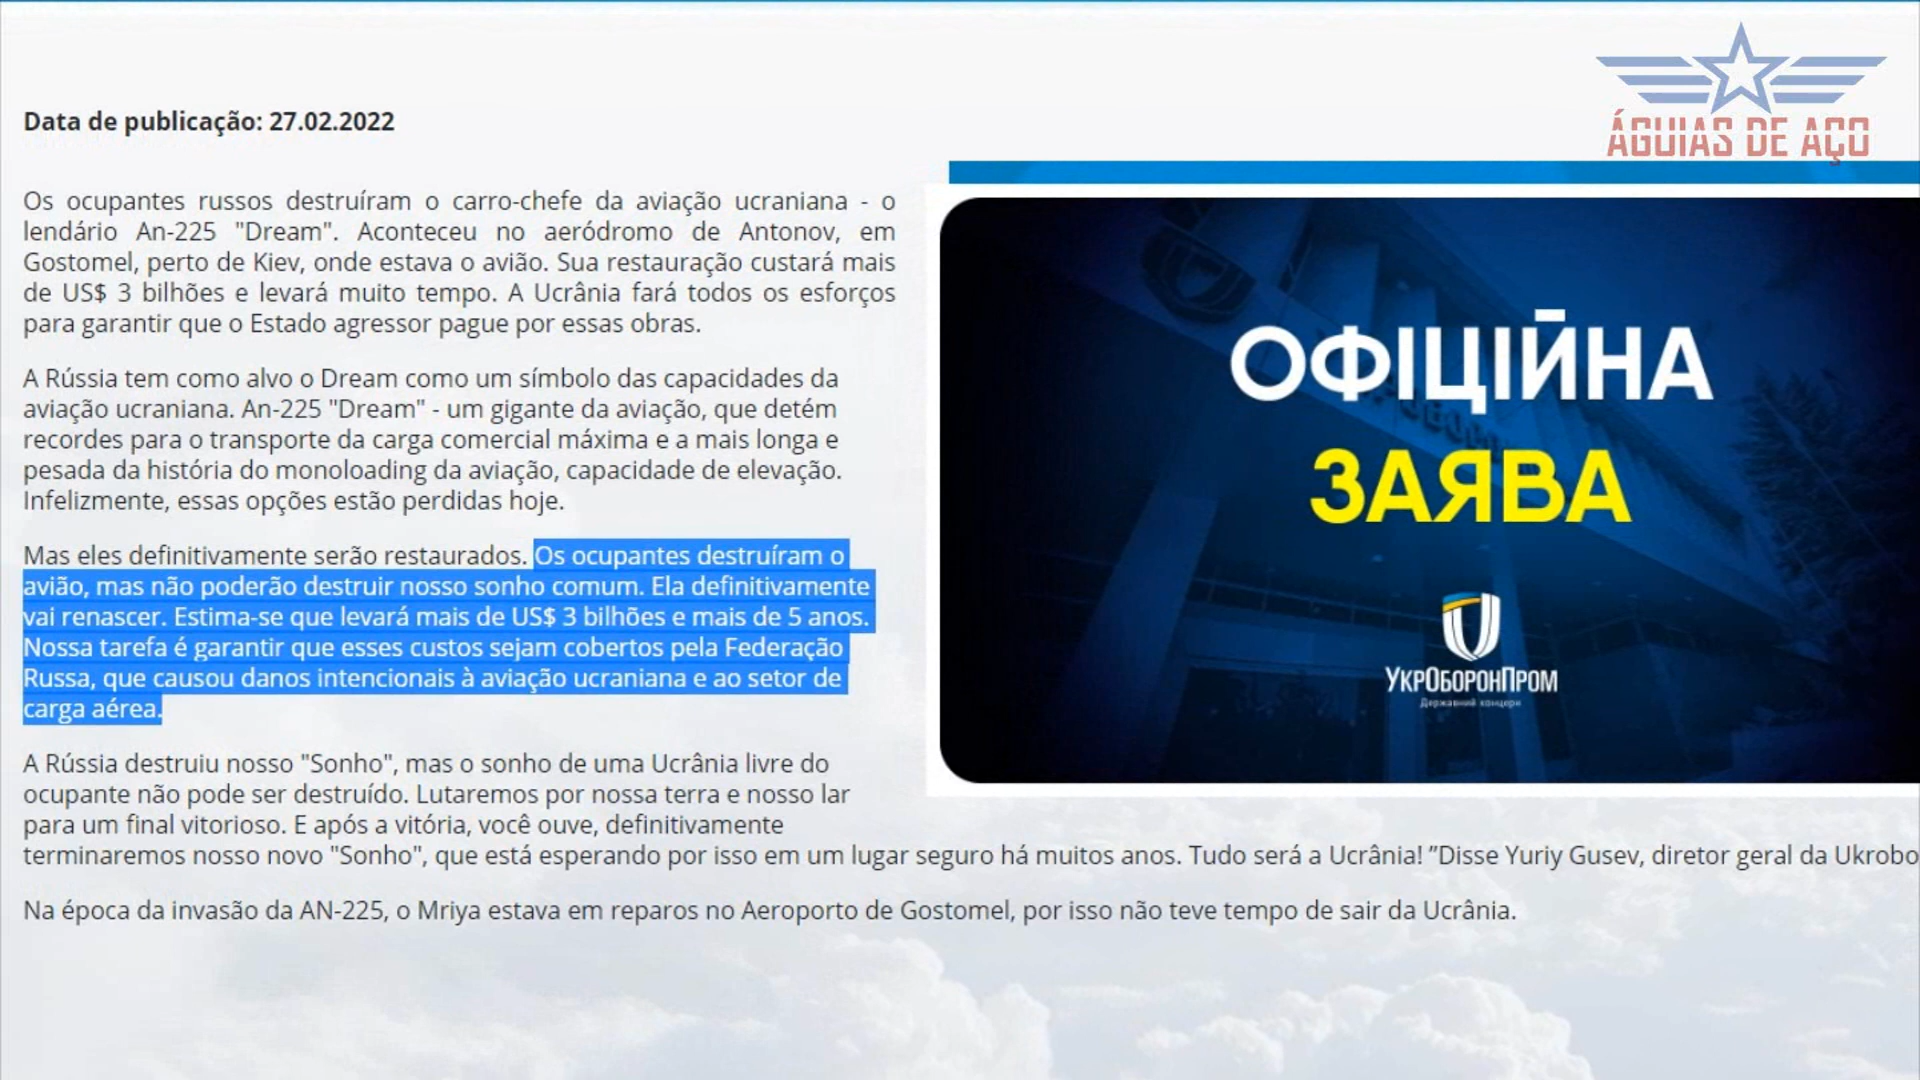 ÁGUIAS DE AÇO
Data de publicação: 27.02.2022
Os ocupantes russos destruíram o carro-chefe da aviação ucraniana - o
lendário An-225 "Dream". Aconteceu no aeródromo de Antonov, em
Gostomel, perto de Kiev, onde estava o avião. Sua restauração custará mais
de US$ 3 bilhões e levará muito tempo. A Ucrânia fará todos os esforços
para garantir que o Estado agressor pague por essas obras.
A Rússia tem como alvo o Dream como um símbolo das capacidades da
aviação ucraniana. An-225 "Dream" - um gigante da aviação, que detém
recordes para o transporte da carga comercial máxima e a mais longa e
pesada da história do monoloading da aviação, capacidade de elevação.
Infelizmente, essas opções estão perdidas hoje.
Mas eles definitivamente serão restaurados. Os ocupantes destruíram o
avião, mas não poderão destruir nosso sonho comum. Ela definitivamente
vai renascer. Estima-se que levará mais de US$ 3 bilhões e mais de 5 anos.
Nossa tarefa é garantir que esses custos sejam cobertos pela Federação
Russa, que causou danos intencionais à aviação ucraniana e ao setor de
carga aérea.
A Rússia destruiu nosso "Sonho", mas o sonho de uma Ucrânia livre do
ocupante não pode ser destruído. Lutaremos por nossa terra e nosso lar
para um final vitorioso. E após a vitória, você ouve, definitivamente
terminaremos nosso novo "Sonho", que está esperando por isso em um lugar seguro há muitos anos. Tudo será a Ucrânia! ”Disse Yuriy Gusev, diretor geral da Ukrobo
Na época da invasão da AN-225, o Mriya estava em reparos no Aeroporto de Gostomel, por isso não teve tempo de sair da Ucrânia.
ОФІЦІЙНА
ЗАЯВА
УКРОБОРОНПРОМ
Державний концерн